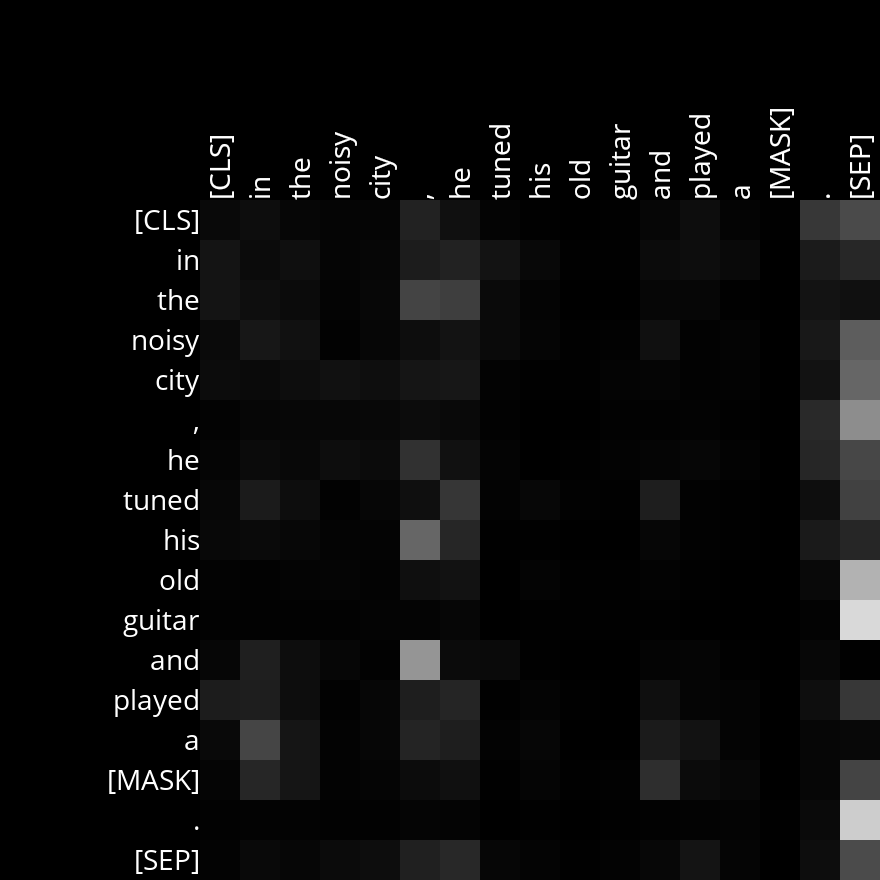 [CLS] in the noisy city , he tuned his old guitar and played a [MASK] . [SEP]
[CLS]
in
the
noisy
city
,
he
tuned
his
old
guitar
and
played
a
[MASK]
.
[SEP]